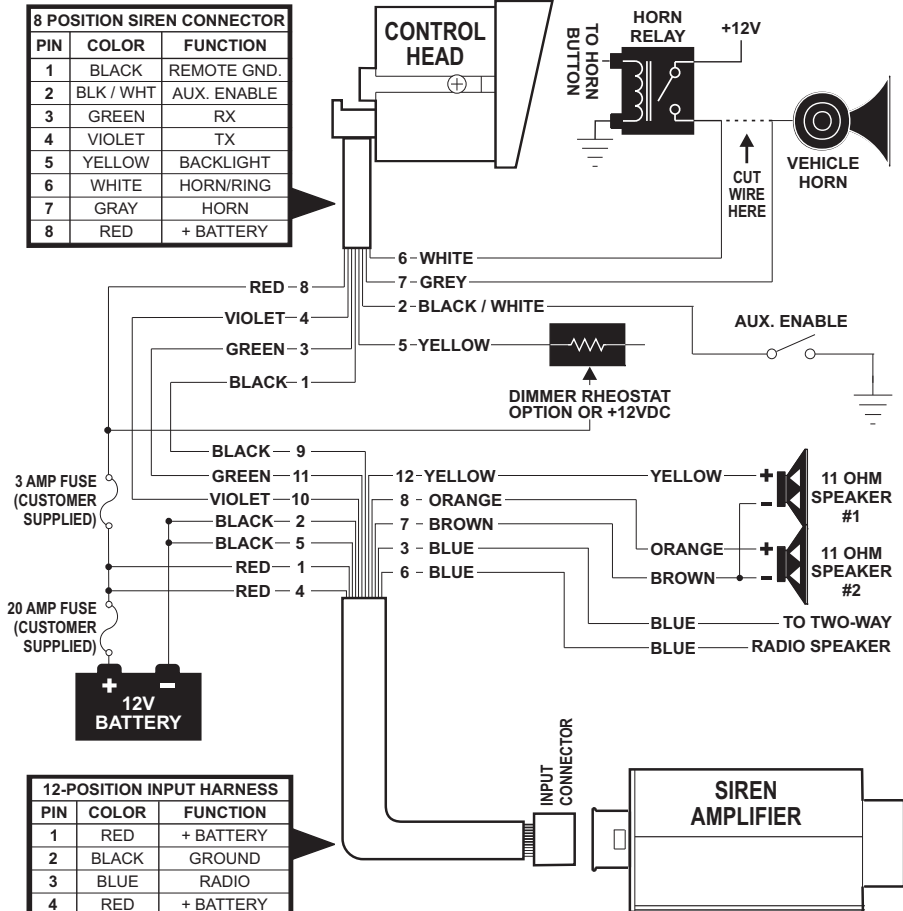 8 POSITION SIREN CONNECTOR
PIN COLOR FUNCTION
1 BLACK REMOTE GND.
2 BLK / WHT AUX. ENABLE
3 GREEN RX
4 VIOLET TX
5 YELLOW BACKLIGHT
6 WHITE HORN/RING
7 GRAY HORN
8 RED + BATTERY
CONTROL
HEAD
TO HORN
BUTTON
HORN
RELAY
+12V
CUT
WIRE
HERE
VEHICLE
HORN
6 - WHITE
7 - GREY
2 - BLACK / WHITE
5 - YELLOW
RED - 8
VIOLET - 4
GREEN - 3
BLACK - 1
AUX. ENABLE
DIMMER RHEOSTAT
OPTION OR +12VDC
BLACK - 9
GREEN - 11
VIOLET - 10
BLACK - 2
BLACK - 5
RED - 1
RED - 4
12 - YELLOW
8 - ORANGE
7 - BROWN
3 - BLUE
6 - BLUE
YELLOW
+
-
11 OHM
SPEAKER
#1
ORANGE
+
BROWN
-
11 OHM
SPEAKER
#2
BLUE
TO TWO-WAY
BLUE
RADIO SPEAKER
3 AMP FUSE
(CUSTOMER
SUPPLIED)
20 AMP FUSE
(CUSTOMER
SUPPLIED)
+ -
12V
BATTERY
INPUT
CONNECTOR
SIREN
AMPLIFIER
12-POSITION INPUT HARNESS
PIN COLOR FUNCTION
1 RED + BATTERY
2 BLACK GROUND
3 BLUE RADIO
4 RED + BATTERY